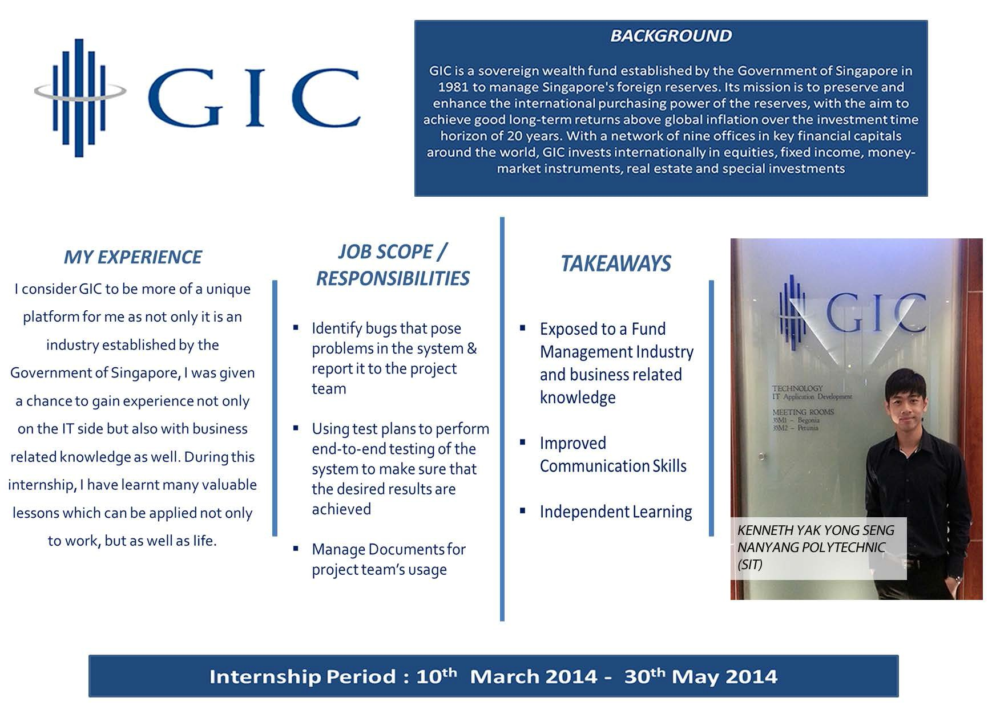 GIC
BACKGROUND
GIC is a sovereign wealth fund established by the Government of Singapore in
1981 to manage Singapore's foreign reserves. Its mission is to preserve and
enhance the international purchasing power of the reserves, with the aim to
achieve good long-term returns above global inflation over the investment time
horizon of 20 years. With a network of nine offices in key financial capitals
around the world, GIC invests internationally in equities, fixed income, money-
market instruments, real estate and special investments
MY EXPERIENCE
I consider GIC to be more of a unique
platform for me as not only it is an
industry established by the
Government of Singapore, I was given
a chance to gain experience not only
on the IT side but also with business
related knowledge as well. During this
internship, I have learnt many valuable
lessons which can be applied not only
to work, but as well as life.
JOB SCOPE /
RESPONSIBILITIES
▪ Identify bugs that pose
problems in the system &
report it to the project
team
▪ Using test plans to perform
end-to-end testing of the
system to make sure that
the desired results are
achieved
▪ Manage Documents for
project team’s usage
TAKEAWAYS
▪ Exposed to a Fund
Management Industry
and business related
knowledge
▪ Improved
Communication Skills
▪ Independent Learning
GIC
TECHNOLOGY
IT Application Development
MEETING ROOMS
35M1 - Begonia
35M2 - Petunia
KENNETH YAK YONG SENG
NANYANG POLYTECHNIC
(SIT)
Internship Period : 10th March 2014 - 30th May 2014